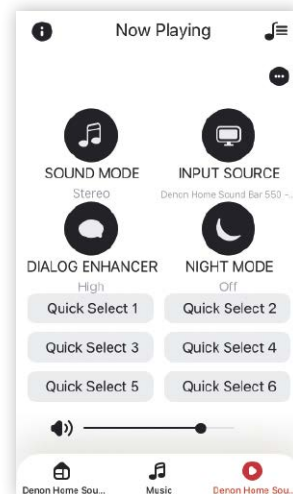 Now Playing
SOUND MODE
Stereo
INPUT SOURCE
Denon Home Sound Bar 550 -...
DIALOG ENHANCER
High
NIGHT MODE
Off
Quick Select 1
Quick Select 2
Quick Select 3
Quick Select 4
Quick Select 5
Quick Select 6
Denon Home Sou...
Music
Denon Home Sou...